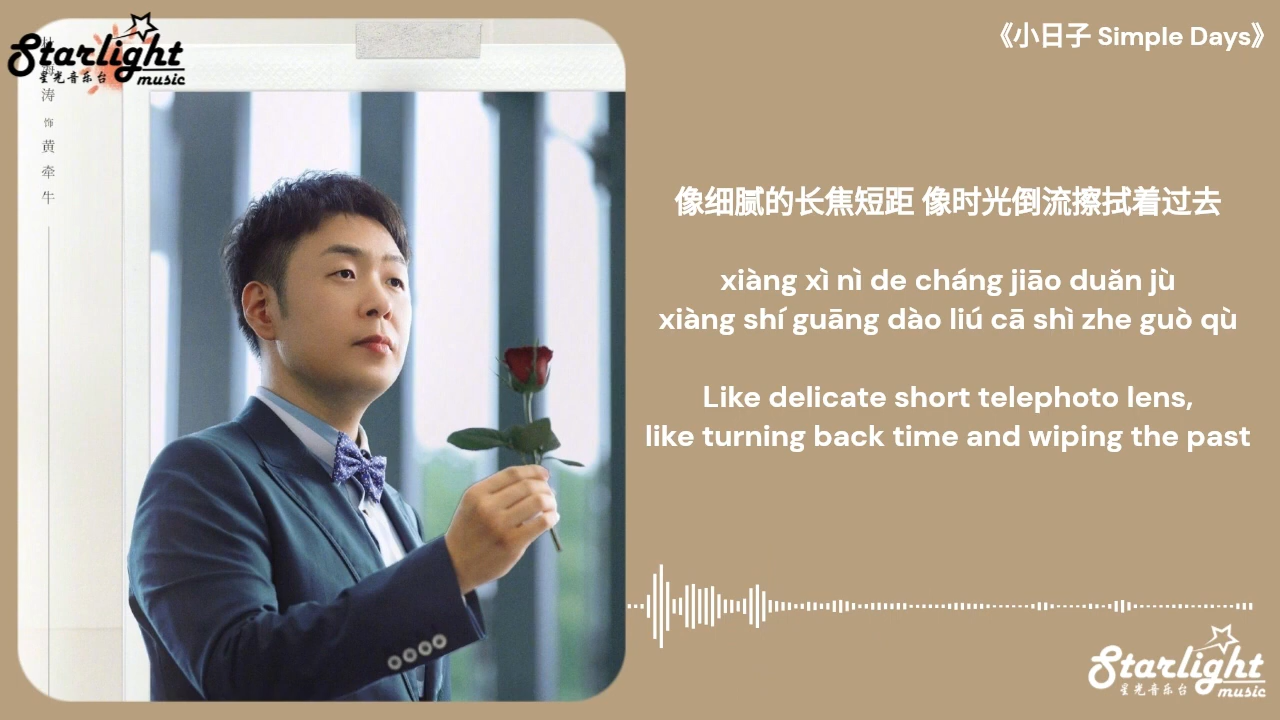 Starlight
星光音乐台 music
涛
饰
黄
牵
牛
《小日子 Simple Days》
像细腻的长焦短距 像时光倒流擦拭着过去
xiàng xì nì de cháng jiāo duǎn jù
xiàng shí guāng dào liú cā shì zhe guò qù
Like delicate short telephoto lens,
like turning back time and wiping the past
Starlight
星光音乐台 music